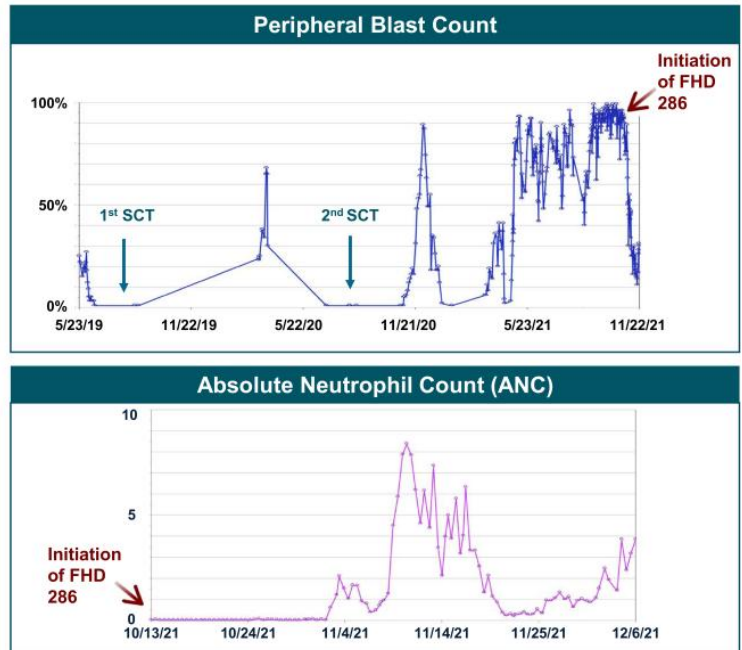 Peripheral Blast Count
Initiation
of FHD
286
100%
50%
0%
1st SCT
2nd SCT
5/23/19
11/22/19
5/22/20
11/21/20
5/23/21
11/22/21
Absolute Neutrophil Count (ANC)
10
5
0
Initiation
of FHD
286
10/13/21
10/24/21
11/4/21
11/14/21
11/25/21
12/6/21